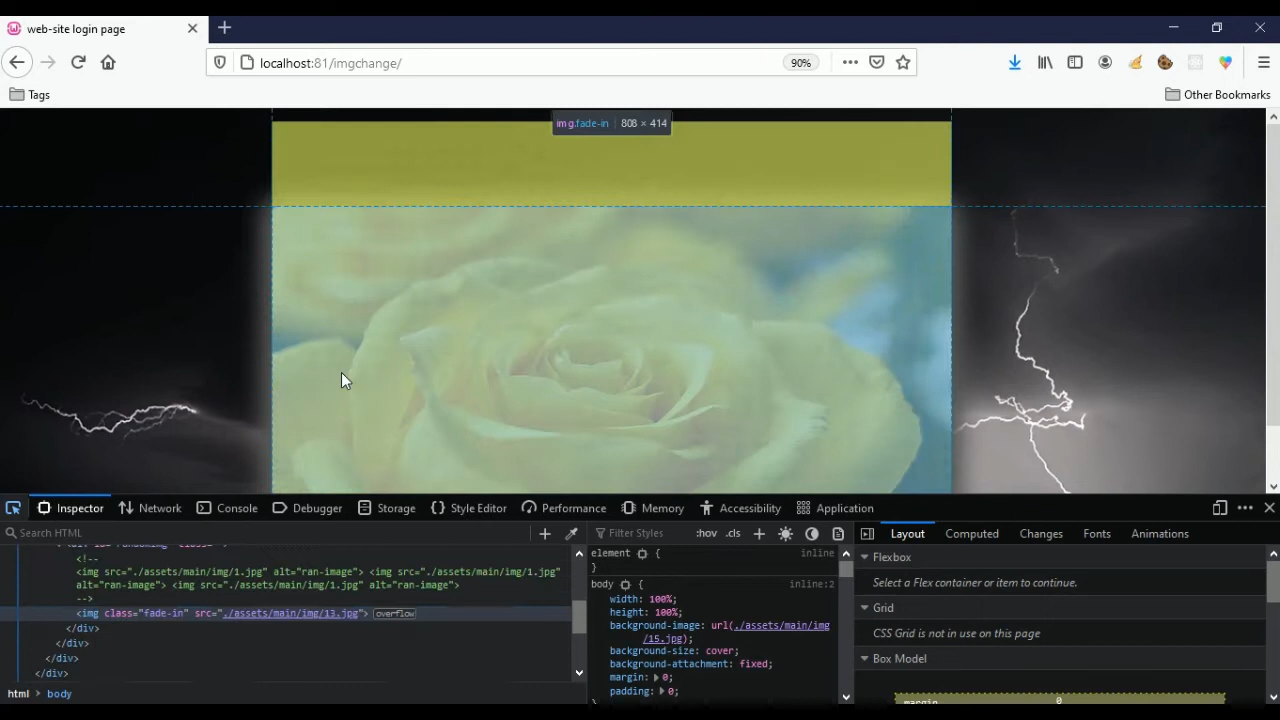 web-site login page
localhost:81/imgchange/
90%
Tags
Other Bookmarks
img.fade-in 808 × 414
Inspector Network Console Debugger Storage Style Editor Performance Memory Accessibility Application
Search HTML
Filter Styles
:hov .cls
Layout Computed Changes Fonts Animations
<!--
<img src="./assets/main/img/1.jpg" alt="ran-image"> <img src="./assets/main/img/1.jpg"
alt="ran-image"> <img src="./assets/main/img/1.jpg" alt="ran-image">
-->
<img class="fade-in" src="./assets/main/img/13.jpg"> overflow
</div>
</div>
</div>
</div>
html body
element { inline
}
body { inline:2
width: 100%;
height: 100%;
background-image: url(./assets/main/img
/15.jpg);
background-size: cover;
background-attachment: fixed;
margin: 0;
padding: 0;
}
Flexbox
Select a Flex container or item to continue.
Grid
CSS Grid is not in use on this page
Box Model
margin 0